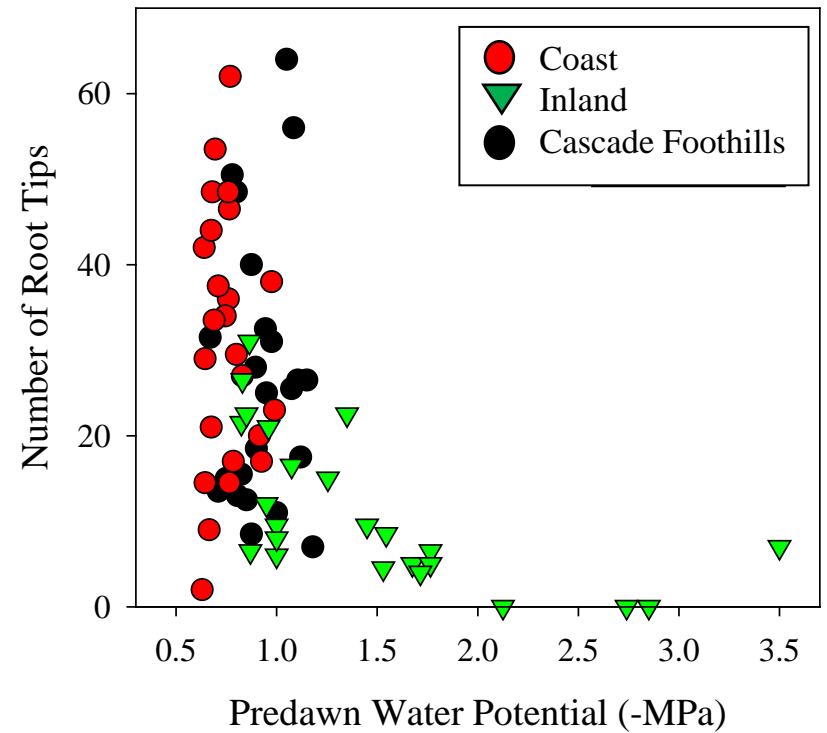 Coast
Inland
Cascade Foothills
Number of Root Tips
60
40
20
0
0.5 1.0 1.5 2.0 2.5 3.0 3.5
Predawn Water Potential (-MPa)